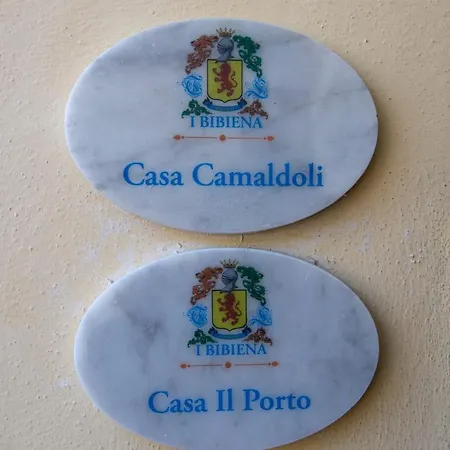 I BIBIENA
Casa Camaldoli
I BIBIENA
Casa Il Porto